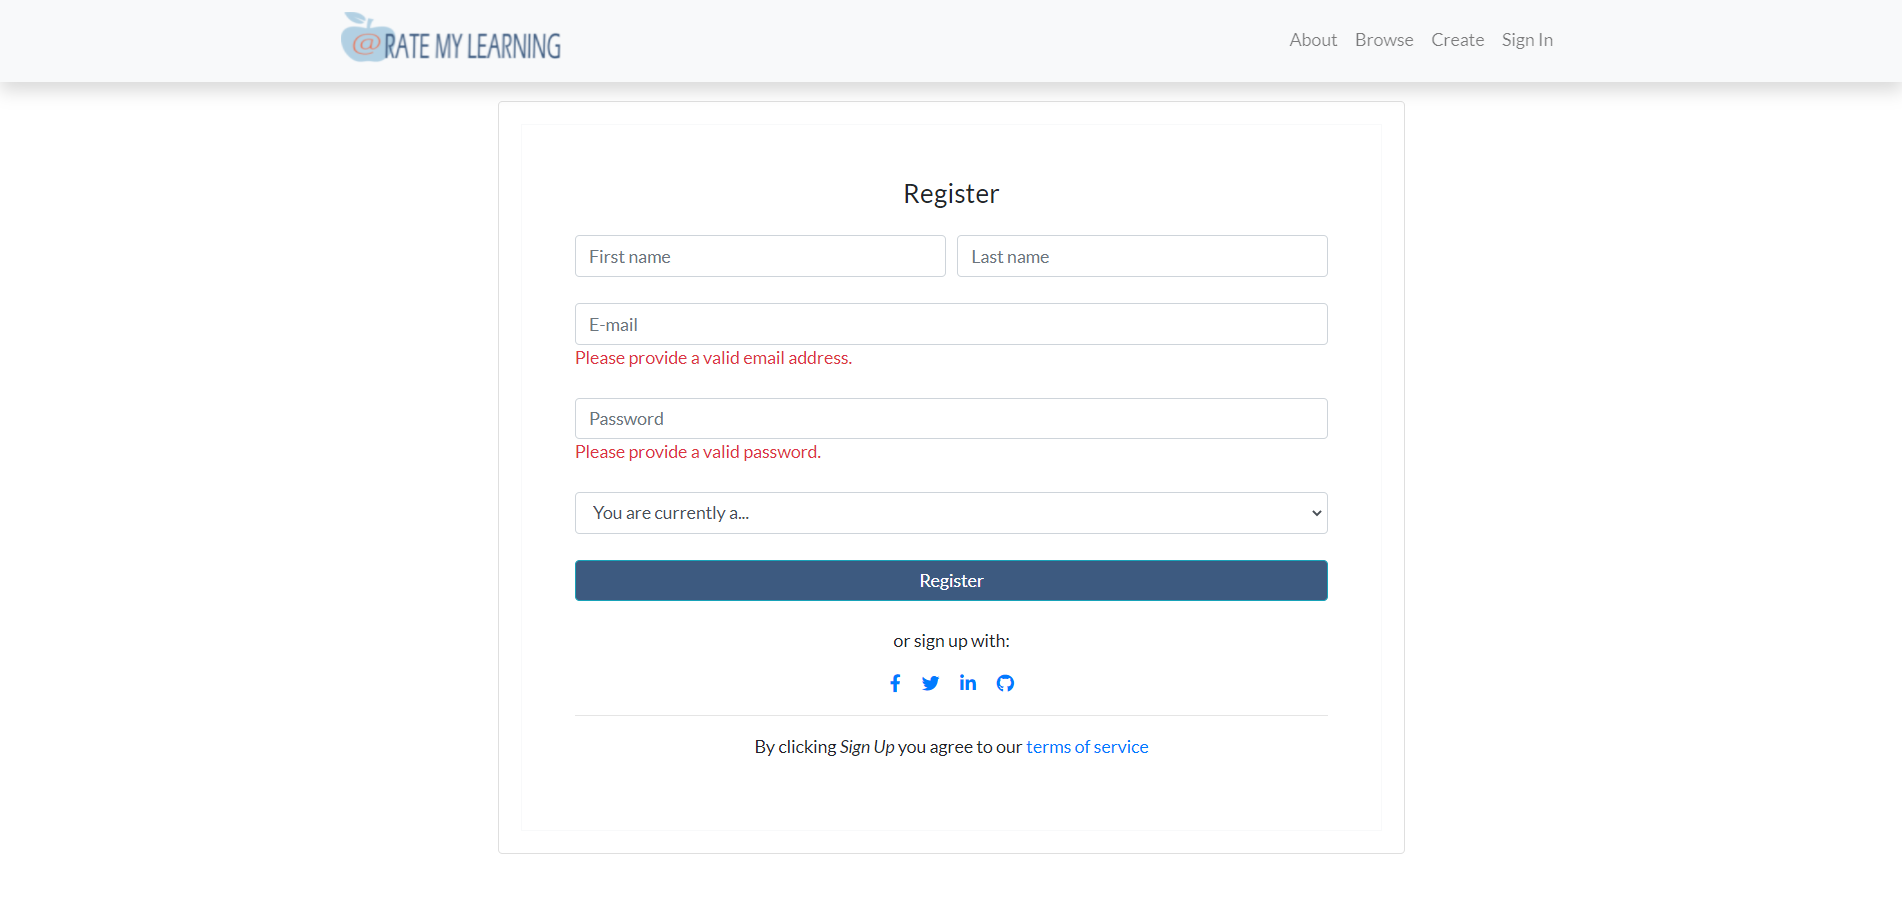 @RATE MY LEARNING
About Browse Create Sign In
Register
First name Last name
E-mail
Please provide a valid email address.
Password
Please provide a valid password.
You are currently a...
Register
or sign up with:
By clicking Sign Up you agree to our terms of service